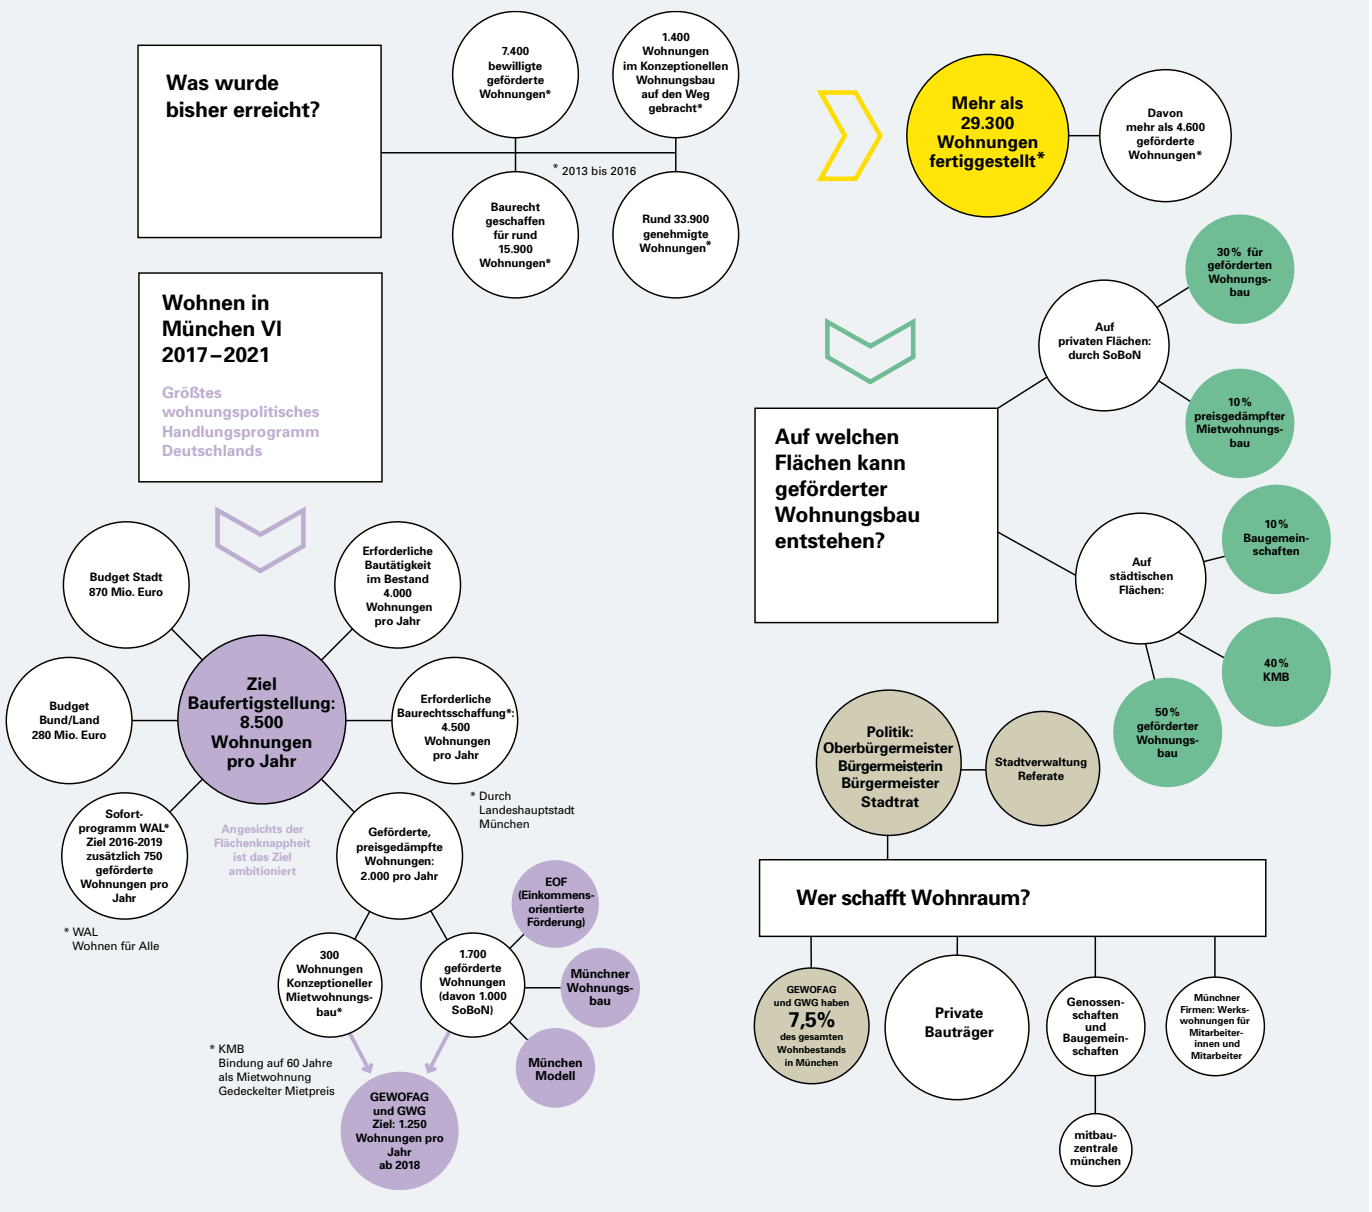 Was wurde
bisher erreicht?
7.400
bewilligte
geförderte
Wohnungen*
1.400
Wohnungen
im Konzeptionellen
Wohnungsbau
auf den Weg
gebracht*
* 2013 bis 2016
Baurecht
geschaffen
für rund
15.900
Wohnungen*
Rund 33.900
genehmigte
Wohnungen*
Mehr als
29.300
Wohnungen
fertiggestellt*
Davon
mehr als 4.600
geförderte
Wohnungen*
Wohnen in
München VI
2017–2021
Größtes
wohnungspolitisches
Handlungsprogramm
Deutschlands
Budget Stadt
870 Mio. Euro
Erforderliche
Bautätigkeit
im Bestand
4.000
Wohnungen
pro Jahr
Budget
Bund/Land
280 Mio. Euro
Ziel
Baufertigstellung:
8.500
Wohnungen
pro Jahr
Erforderliche
Baurechtsschaffung*:
4.500
Wohnungen
pro Jahr
* Durch
Landeshauptstadt
München
Sofort-
programm WAL*
Ziel 2016-2019
zusätzlich 750
geförderte
Wohnungen pro
Jahr
* WAL
Wohnen für Alle
Angesichts der
Flächenknappheit
ist das Ziel
ambitioniert
Geförderte,
preisgedämpfte
Wohnungen:
2.000 pro Jahr
300
Wohnungen
Konzeptioneller
Mietwohnungs-
bau*
1.700
geförderte
Wohnungen
(davon 1.000
SoBoN)
EOF
(Einkommens-
orientierte
Förderung)
Münchner
Wohnungs-
bau
München
Modell
* KMB
Bindung auf 60 Jahre
als Mietwohnung
Gedeckelter Mietpreis
GEWOFAG
und GWG
Ziel: 1.250
Wohnungen pro
Jahr
ab 2018
Auf welchen
Flächen kann
geförderter
Wohnungsbau
entstehen?
Auf
privaten Flächen:
durch SoBoN
30 % für
geförderten
Wohnungs-
bau
10 %
preisgedämpfter
Mietwohnungs-
bau
Auf
städtischen
Flächen:
10 %
Baugemein-
schaften
40 %
KMB
50 %
geförderter
Wohnungs-
bau
Politik:
Oberbürgermeister
Bürgermeisterin
Bürgermeister
Stadtrat
Stadtverwaltung
Referate
Wer schafft Wohnraum?
GEWOFAG
und GWG haben
7,5%
des gesamten
Wohnbestands
in München
Private
Bauträger
Genossen-
schaften
und
Baugemein-
schaften
Münchner
Firmen: Werks-
wohnungen für
Mitarbeiter-
innen und
Mitarbeiter
mitbau-
zentrale
münchen